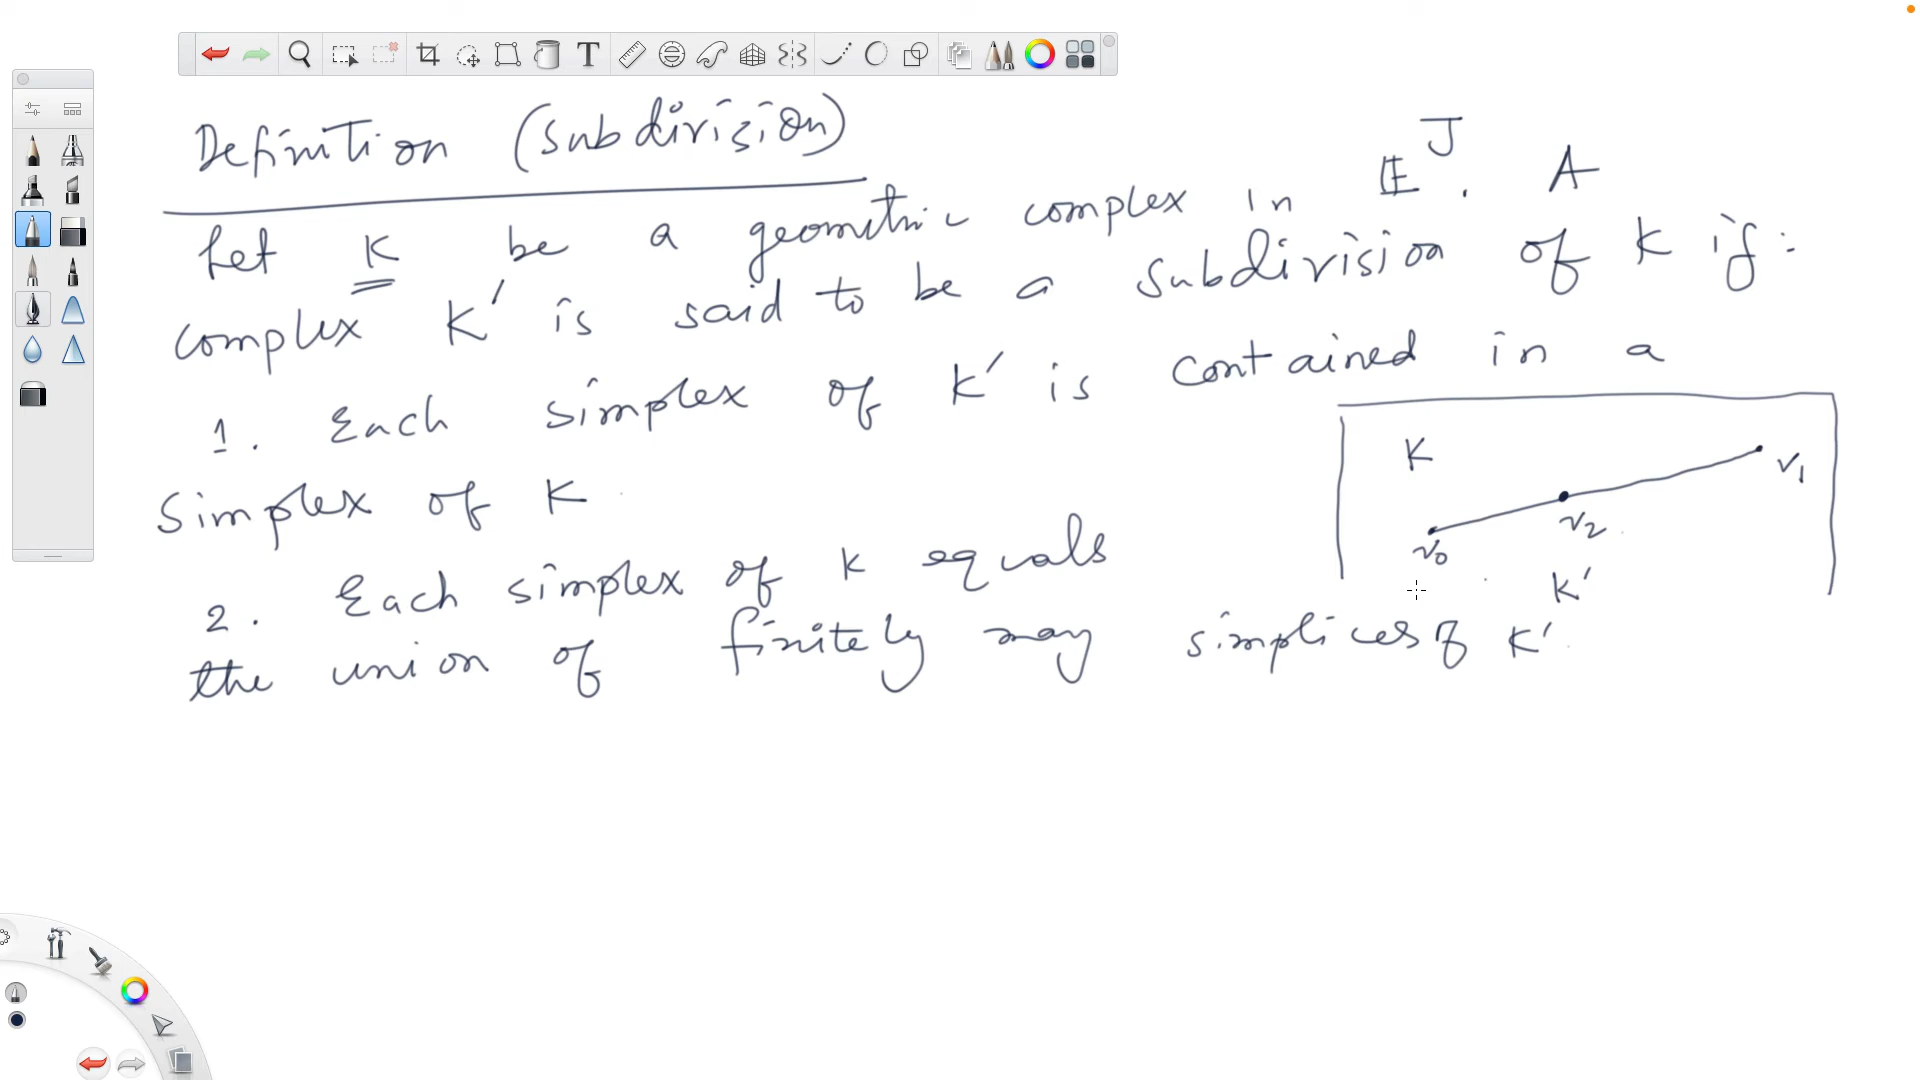 Definition (Subdivision)
Let K be a geometric complex in 𝔼^J. A
complex K' is said to be a subdivision of K if:
1. Each simplex of K' is contained in a
simplex of K.
2. Each simplex of K equals
the union of finitely may simplices of K'.
K
v1
v2
v0
K'
T